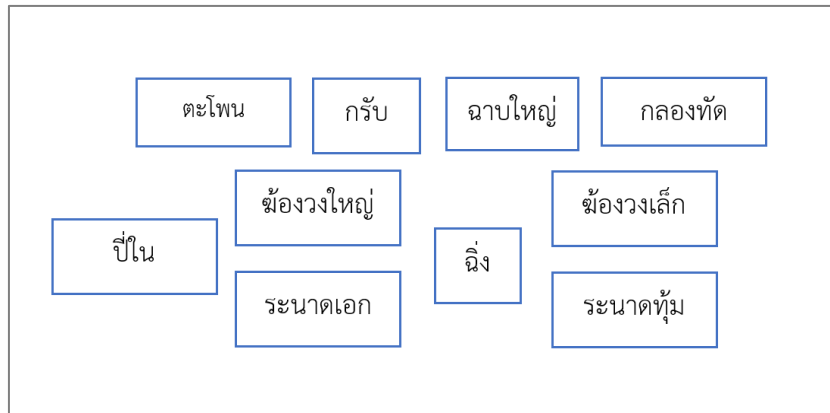 ตะโพน
กรับ
ฉาบใหญ่
กลองทัด
ฆ้องวงใหญ่
ฆ้องวงเล็ก
ปี่ใน
ฉิ่ง
ระนาดเอก
ระนาดทุ้ม